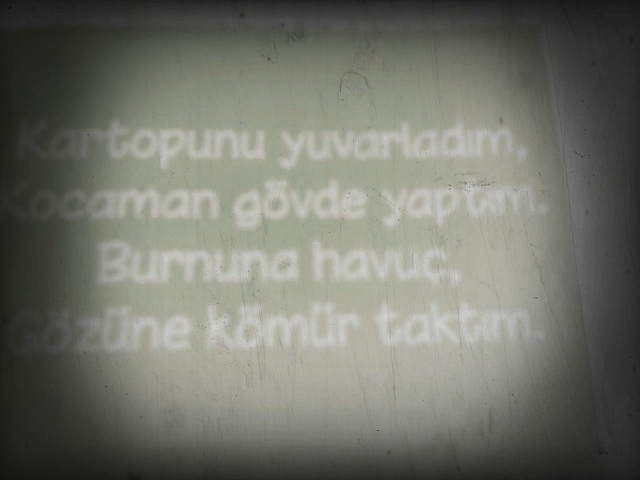 Kartopunu yuvarladım,
Kocaman gövde yaptım.
Burnuna havuç,
Gözüne kömür taktım.